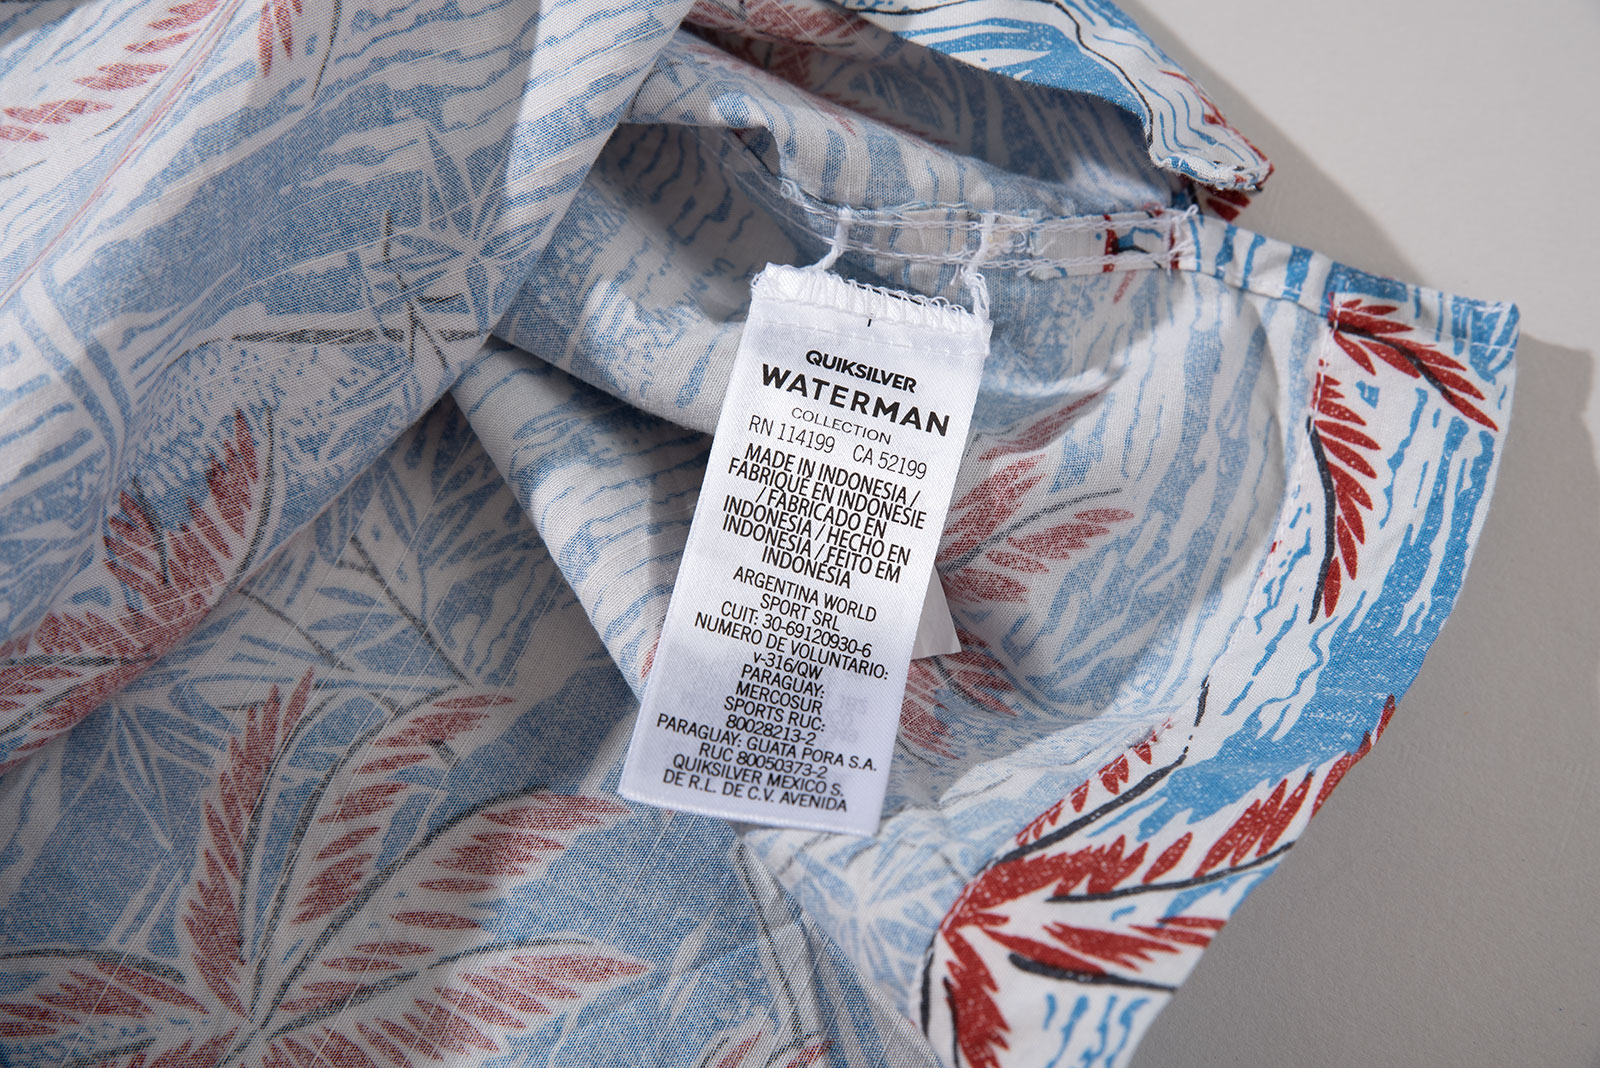 QUIKSILVER
WATERMAN
COLLECTION
RN 114199 CA 52199
MADE IN INDONESIA /
FABRIQUE EN INDONESIE
/ FABRICADO EN
INDONESIA / HECHO EN
INDONESIA / FEITO EM
INDONÉSIA
ARGENTINA WORLD
SPORT SRL
CUIT: 30-69120930-6
NUMERO DE VOLUNTARIO:
v-316/QW
PARAGUAY:
MERCOSUR
SPORTS RUC:
80028213-2
PARAGUAY: GUATA PORA S.A.
RUC 80050373-2
QUIKSILVER MEXICO S.
DE R.L. DE C.V. AVENIDA